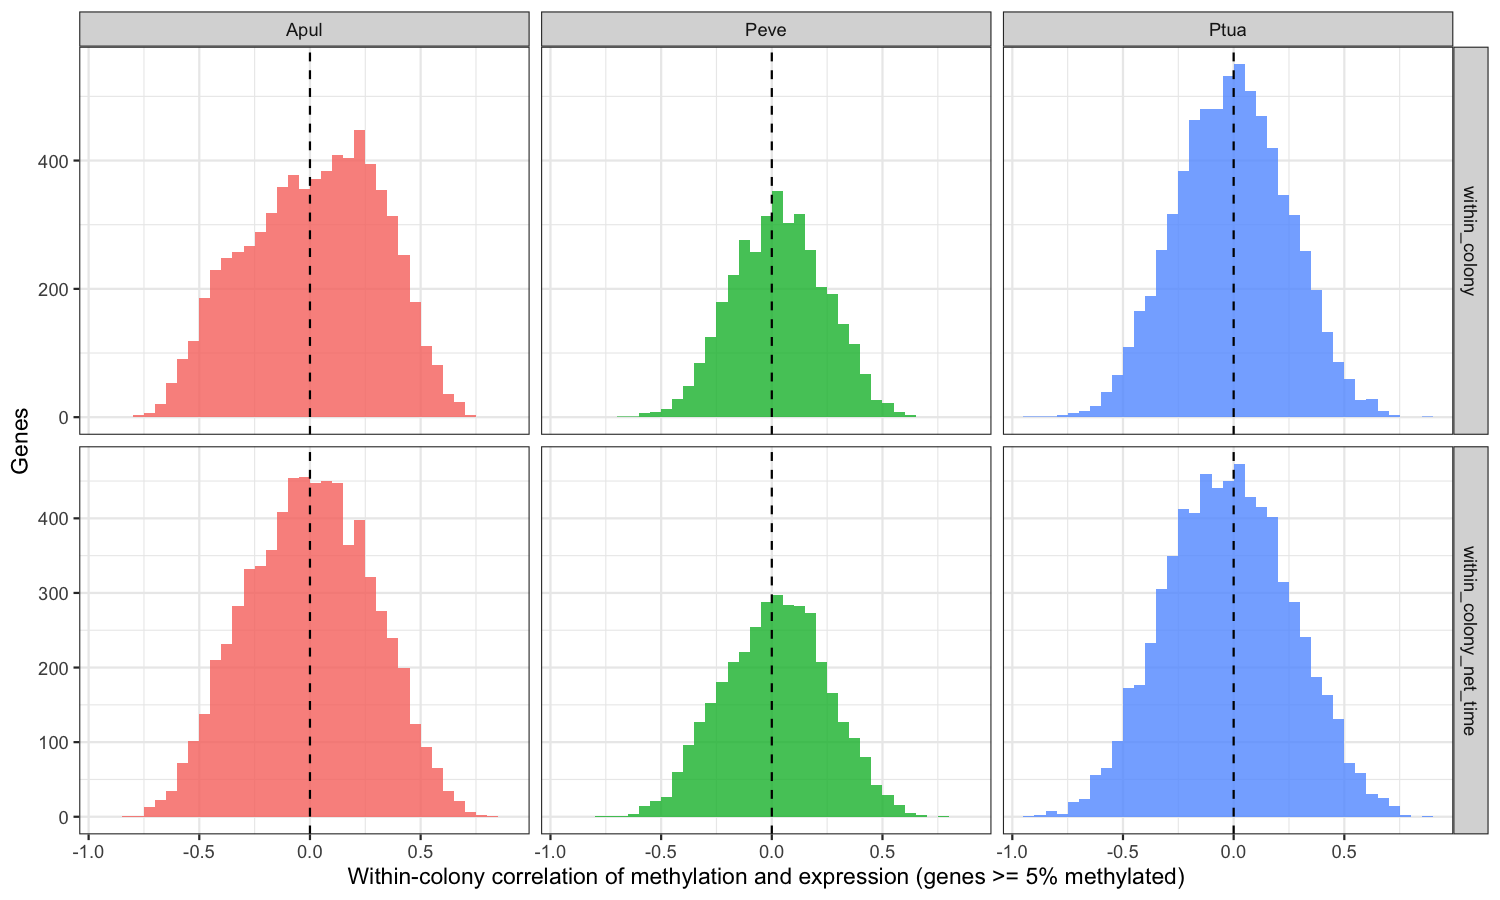 Apul
Peve
Ptua
400
200
0
within_colony
400
300
200
100
0
within_colony_net_time
-1.0
-0.5
0.0
0.5
-1.0
-0.5
0.0
0.5
-1.0
-0.5
0.0
0.5
Genes
Within-colony correlation of methylation and expression (genes >= 5% methylated)